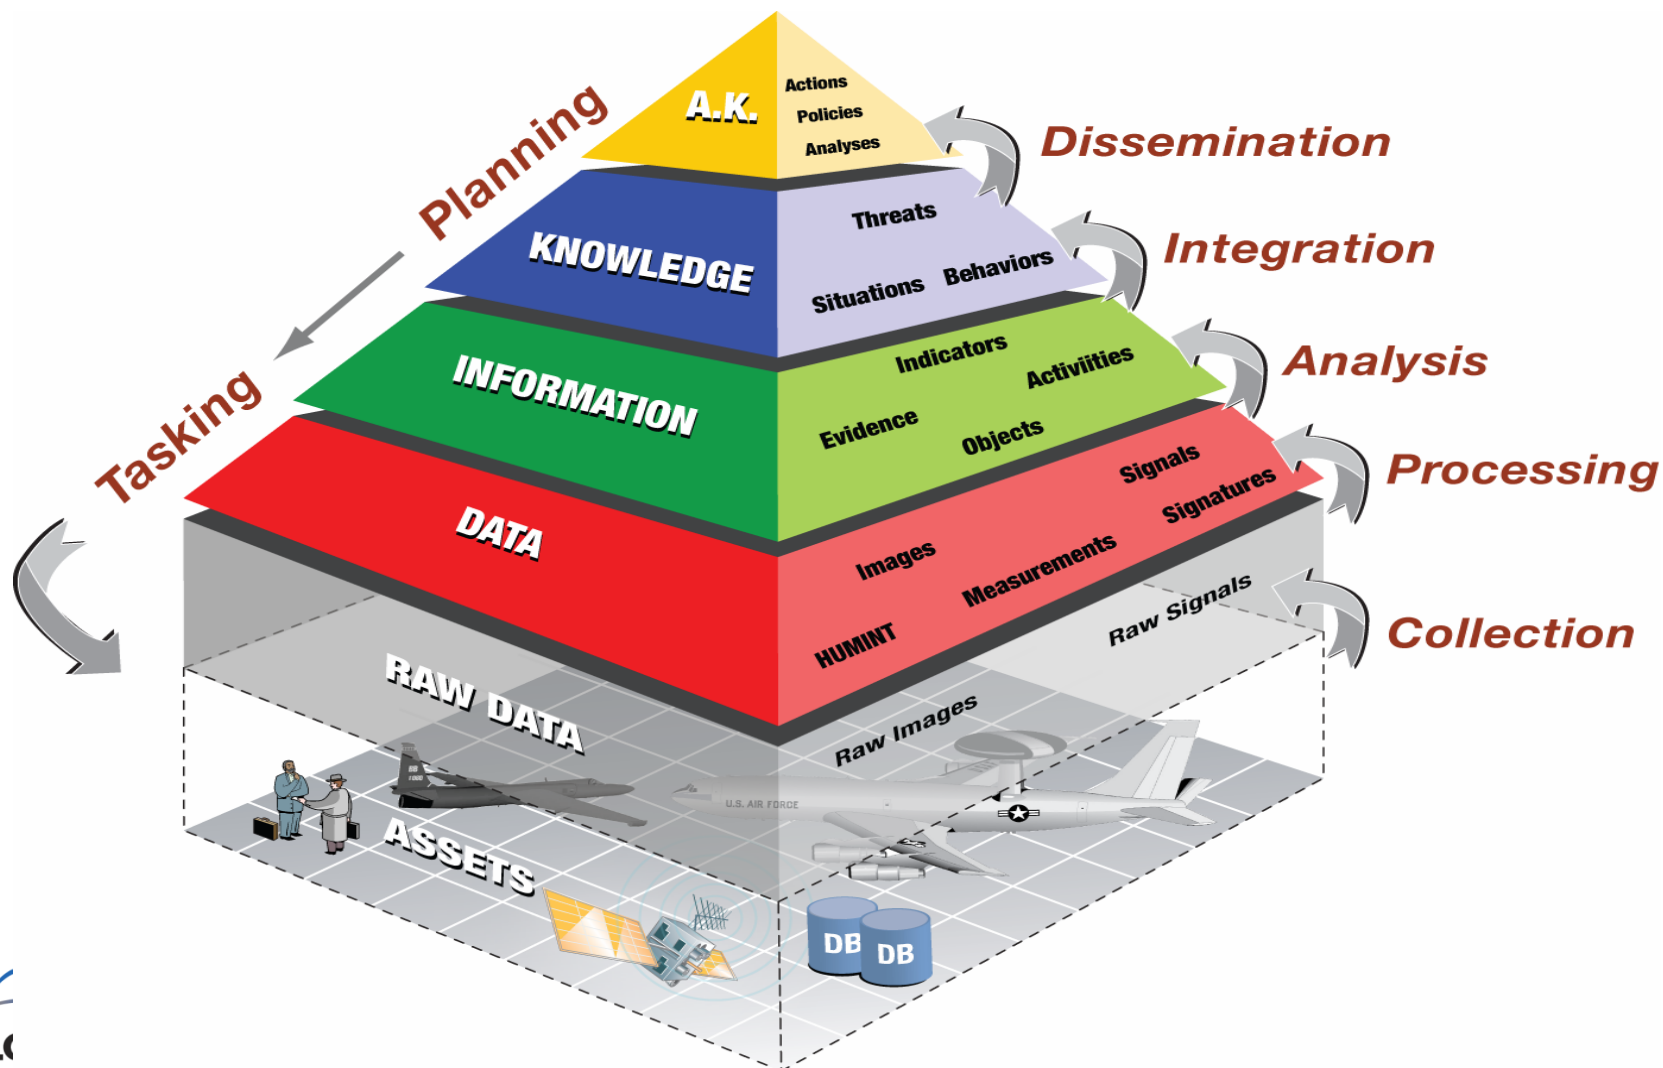 Planning
Tasking
A.K.
Actions
Policies
Analyses
Dissemination
KNOWLEDGE
Threats
Situations
Behaviors
Integration
INFORMATION
Indicators
Activiities
Evidence
Objects
Analysis
DATA
Signals
Signatures
Images
Measurements
HUMINT
Processing
RAW DATA
Raw Signals
Raw Images
Collection
U.S. AIR FORCE
ASSETS
DB
DB